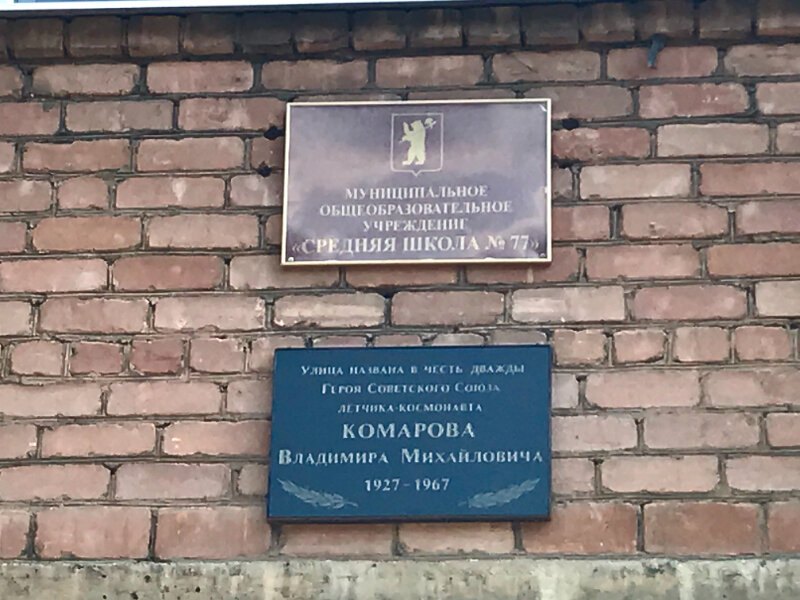 МУНИЦИПАЛЬНОЕ
ОБЩЕОБРАЗОВАТЕЛЬНОЕ
УЧРЕЖДЕНИЕ
«СРЕДНЯЯ ШКОЛА № 77»
УЛИЦА НАЗВАНА В ЧЕСТЬ ДВАЖДЫ
ГЕРОЯ СОВЕТСКОГО СОЮЗА
ЛЕТЧИКА-КОСМОНАВТА
КОМАРОВА
ВЛАДИМИРА МИХАЙЛОВИЧА
1927-1967